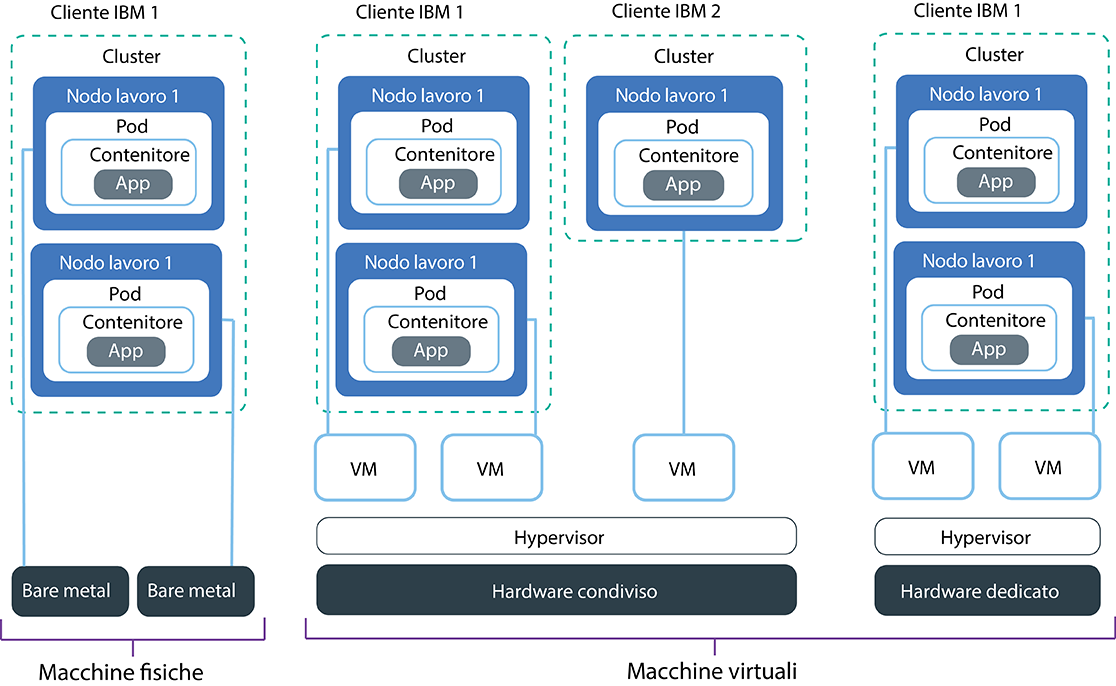 Cliente IBM 1
Cluster
Nodo lavoro 1
Pod
Contenitore
App
Nodo lavoro 1
Pod
Contenitore
App
Bare metal
Bare metal
Macchine fisiche
Cliente IBM 1
Cluster
Nodo lavoro 1
Pod
Contenitore
App
Nodo lavoro 1
Pod
Contenitore
App
VM
VM
Cliente IBM 2
Cluster
Nodo lavoro 1
Pod
Contenitore
App
VM
Hypervisor
Hardware condiviso
Cliente IBM 1
Cluster
Nodo lavoro 1
Pod
Contenitore
App
Nodo lavoro 1
Pod
Contenitore
App
VM
VM
Hypervisor
Hardware dedicato
Macchine virtuali